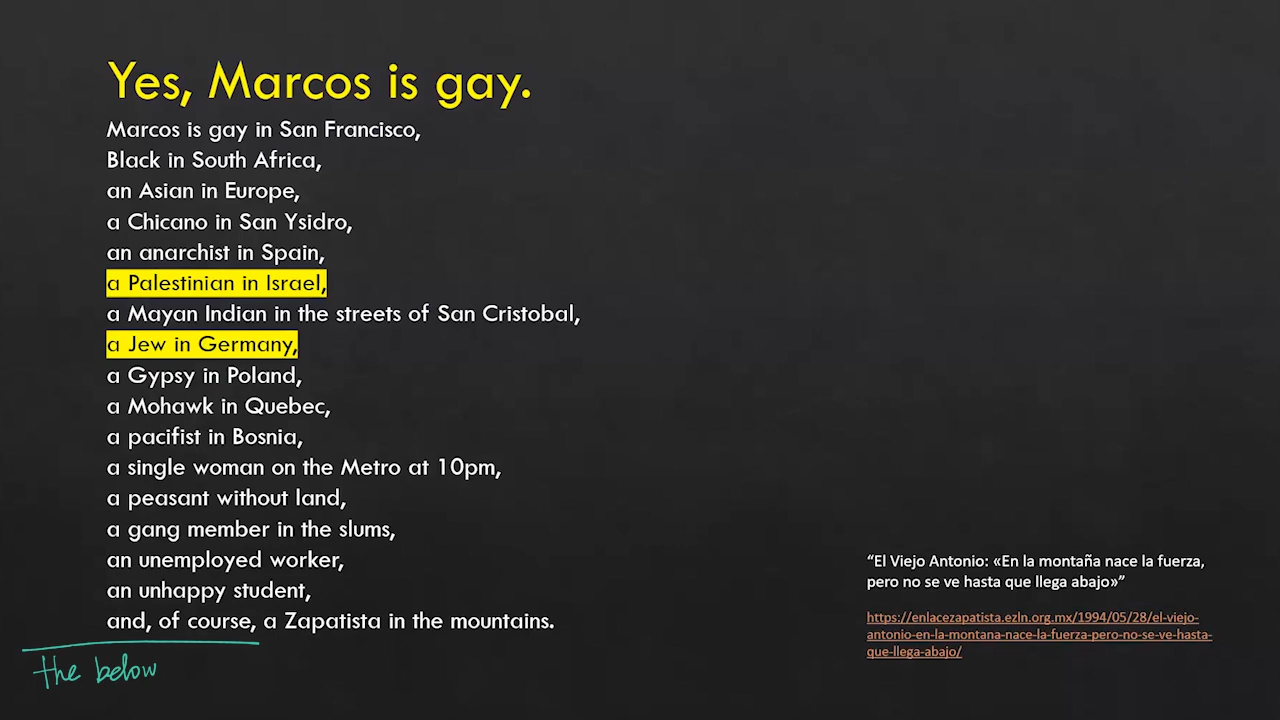 Yes, Marcos is gay.
Marcos is gay in San Francisco,
Black in South Africa,
an Asian in Europe,
a Chicano in San Ysidro,
an anarchist in Spain,
a Palestinian in Israel,
a Mayan Indian in the streets of San Cristobal,
a Jew in Germany,
a Gypsy in Poland,
a Mohawk in Quebec,
a pacifist in Bosnia,
a single woman on the Metro at 10pm,
a peasant without land,
a gang member in the slums,
an unemployed worker,
an unhappy student,
and, of course, a Zapatista in the mountains.
the below
“El Viejo Antonio: «En la montaña nace la fuerza,
pero no se ve hasta que llega abajo»”
https://enlacezapatista.ezln.org.mx/1994/05/28/el-viejo-
antonio-en-la-montana-nace-la-fuerza-pero-no-se-ve-hasta-
que-llega-abajo/